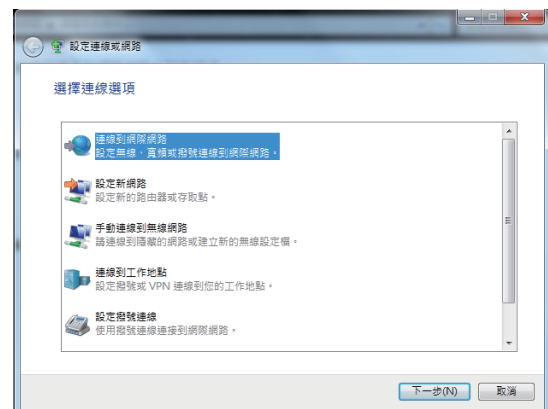 設定連線或網路
選擇連線選項
連線到網際網路
設定無線、寬頻或撥號連線到網際網路。
設定新網路
設定新的路由器或存取點。
手動連線到無線網路
請連線到隱藏的網路或建立新的無線設定檔。
連線到工作地點
設定撥號或 VPN 連線到您的工作地點。
設定撥號連線
使用撥號連線連接到網際網路。
下一步(N)
取消